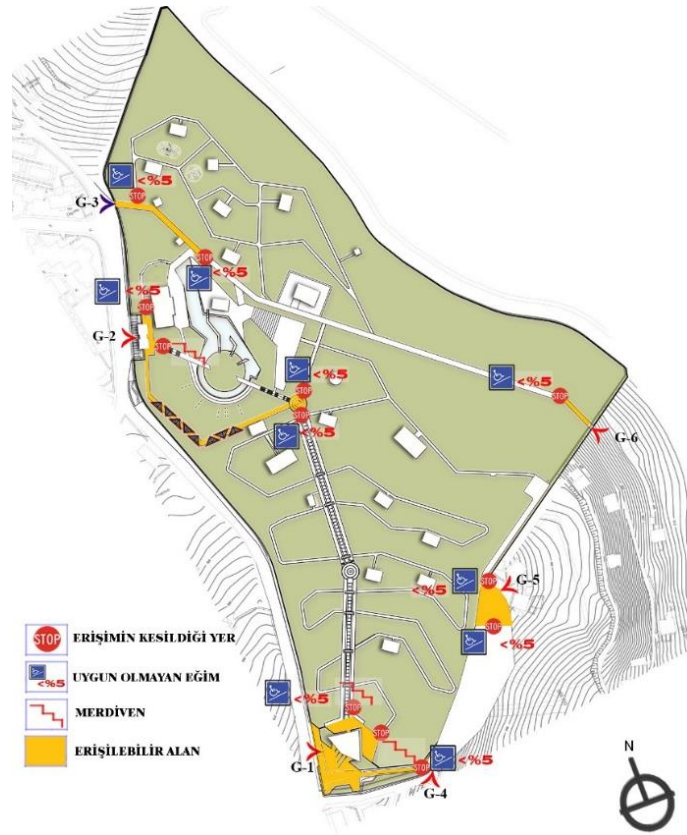 <%5
STOP
G-3
STOP
<%5
<%5
STOP
G-2
STOP
<%5
STOP
STOP
<%5
<%5
STOP
G-6
STOP
G-5
<%5
STOP
<%5
<%5
STOP
STOP
G-1
STOP
<%5
G-4
STOP ERİŞİMİN KESİLDİĞİ YER
<%5 UYGUN OLMAYAN EĞİM
MERDİVEN
ERİŞİLEBİLİR ALAN
N